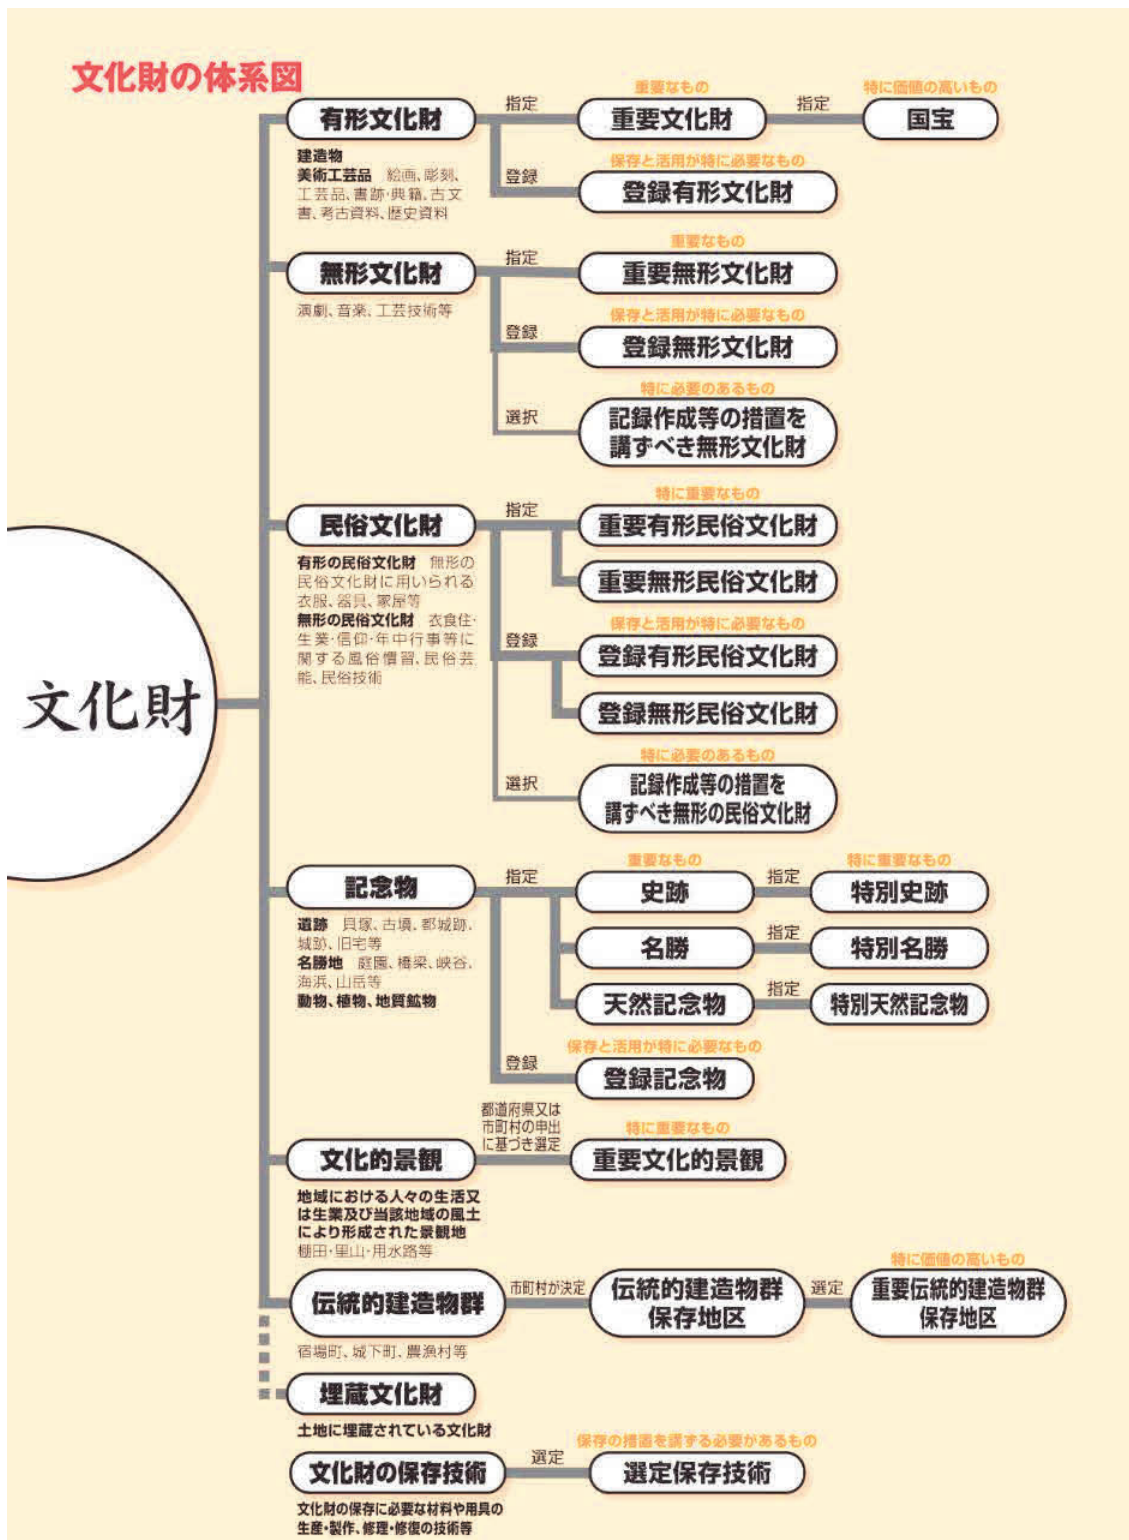 文化財の体系図
文化財
有形文化財
建造物
美術工芸品　絵画、彫刻、
工芸品、書跡・典籍、古文
書、考古資料、歴史資料
指定
重要なもの
重要文化財
指定
特に価値の高いもの
国宝
登録
保存と活用が特に必要なもの
登録有形文化財
無形文化財
演劇、音楽、工芸技術等
指定
重要なもの
重要無形文化財
登録
保存と活用が特に必要なもの
登録無形文化財
選択
特に必要のあるもの
記録作成等の措置を
講ずべき無形文化財
民俗文化財
有形の民俗文化財　無形の
民俗文化財に用いられる
衣服、器具、家屋等
無形の民俗文化財　衣食住・
生業・信仰・年中行事等に
関する風俗慣習、民俗芸
能、民俗技術
指定
特に重要なもの
重要有形民俗文化財
重要無形民俗文化財
登録
保存と活用が特に必要なもの
登録有形民俗文化財
登録無形民俗文化財
選択
特に必要のあるもの
記録作成等の措置を
講ずべき無形の民俗文化財
記念物
遺跡　貝塚、古墳、都城跡、
城跡、旧宅等
名勝地　庭園、橋梁、峡谷、
海浜、山岳等
動物、植物、地質鉱物
指定
重要なもの
史跡
指定
特に重要なもの
特別史跡
名勝
指定
特別名勝
天然記念物
指定
特別天然記念物
登録
保存と活用が特に必要なもの
登録記念物
文化的景観
地域における人々の生活又
は生業及び当該地域の風土
により形成された景観地
棚田・里山・用水路等
都道府県又は
市町村の申出
に基づき選定
特に重要なもの
重要文化的景観
伝統的建造物群
宿場町、城下町、農漁村等
市町村が決定
伝統的建造物群
保存地区
選定
特に価値の高いもの
重要伝統的建造物群
保存地区
埋蔵文化財
土地に埋蔵されている文化財
文化財の保存技術
文化財の保存に必要な材料や用具の
生産・製作、修理・修復の技術等
選定
保存の措置を講ずる必要があるもの
選定保存技術